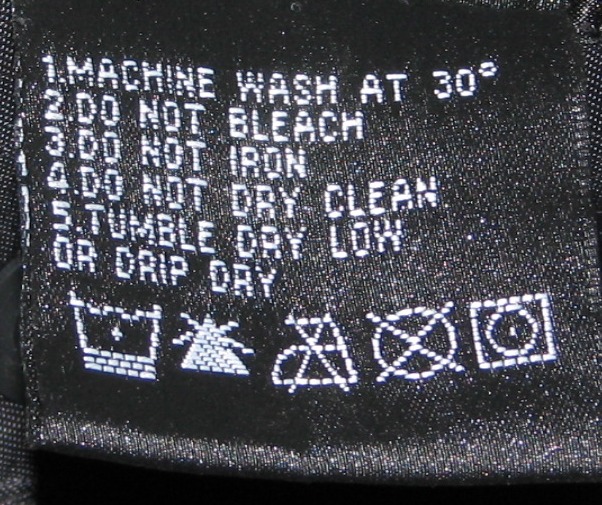 1.MACHINE WASH AT 30°
2.DO NOT BLEACH
3.DO NOT IRON
4.DO NOT DRY CLEAN
5.TUMBLE DRY LOW
OR DRIP DRY